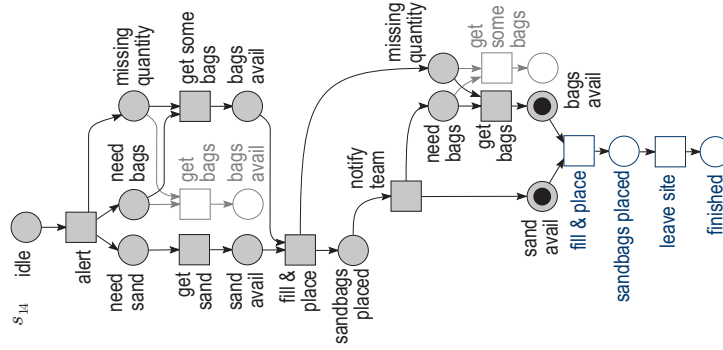 s14
idle
alert
need
sand
need
bags
missing
quantity
get
sand
get
bags
get some
bags
sand
avail
bags
avail
bags
avail
fill &
place
sandbags
placed
notify
team
missing
quantity
need
bags
get
some
bags
get
bags
sand
avail
bags
avail
fill & place
sandbags placed
leave site
finished